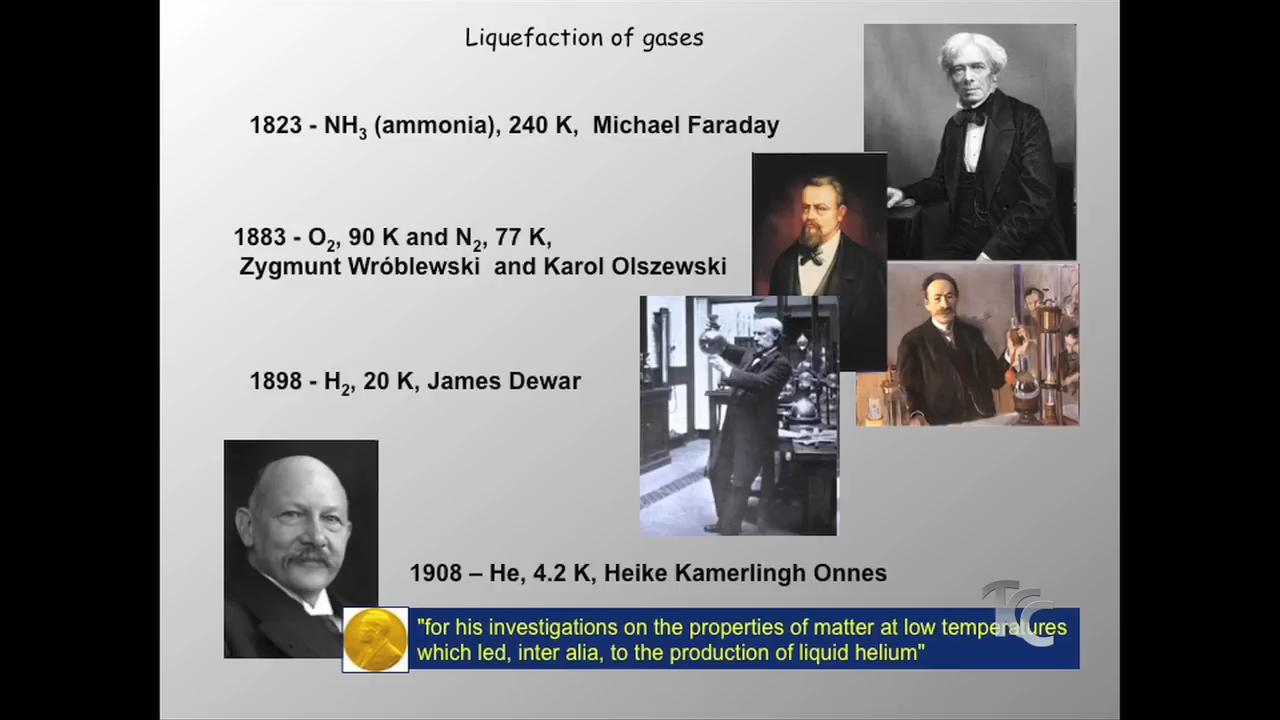 Liquefaction of gases
1823 - NH₃ (ammonia), 240 K, Michael Faraday
1883 - O₂, 90 K and N₂, 77 K,
Zygmunt Wróblewski and Karol Olszewski
1898 - H₂, 20 K, James Dewar
1908 – He, 4.2 K, Heike Kamerlingh Onnes
"for his investigations on the properties of matter at low temperatures
which led, inter alia, to the production of liquid helium"
TCC